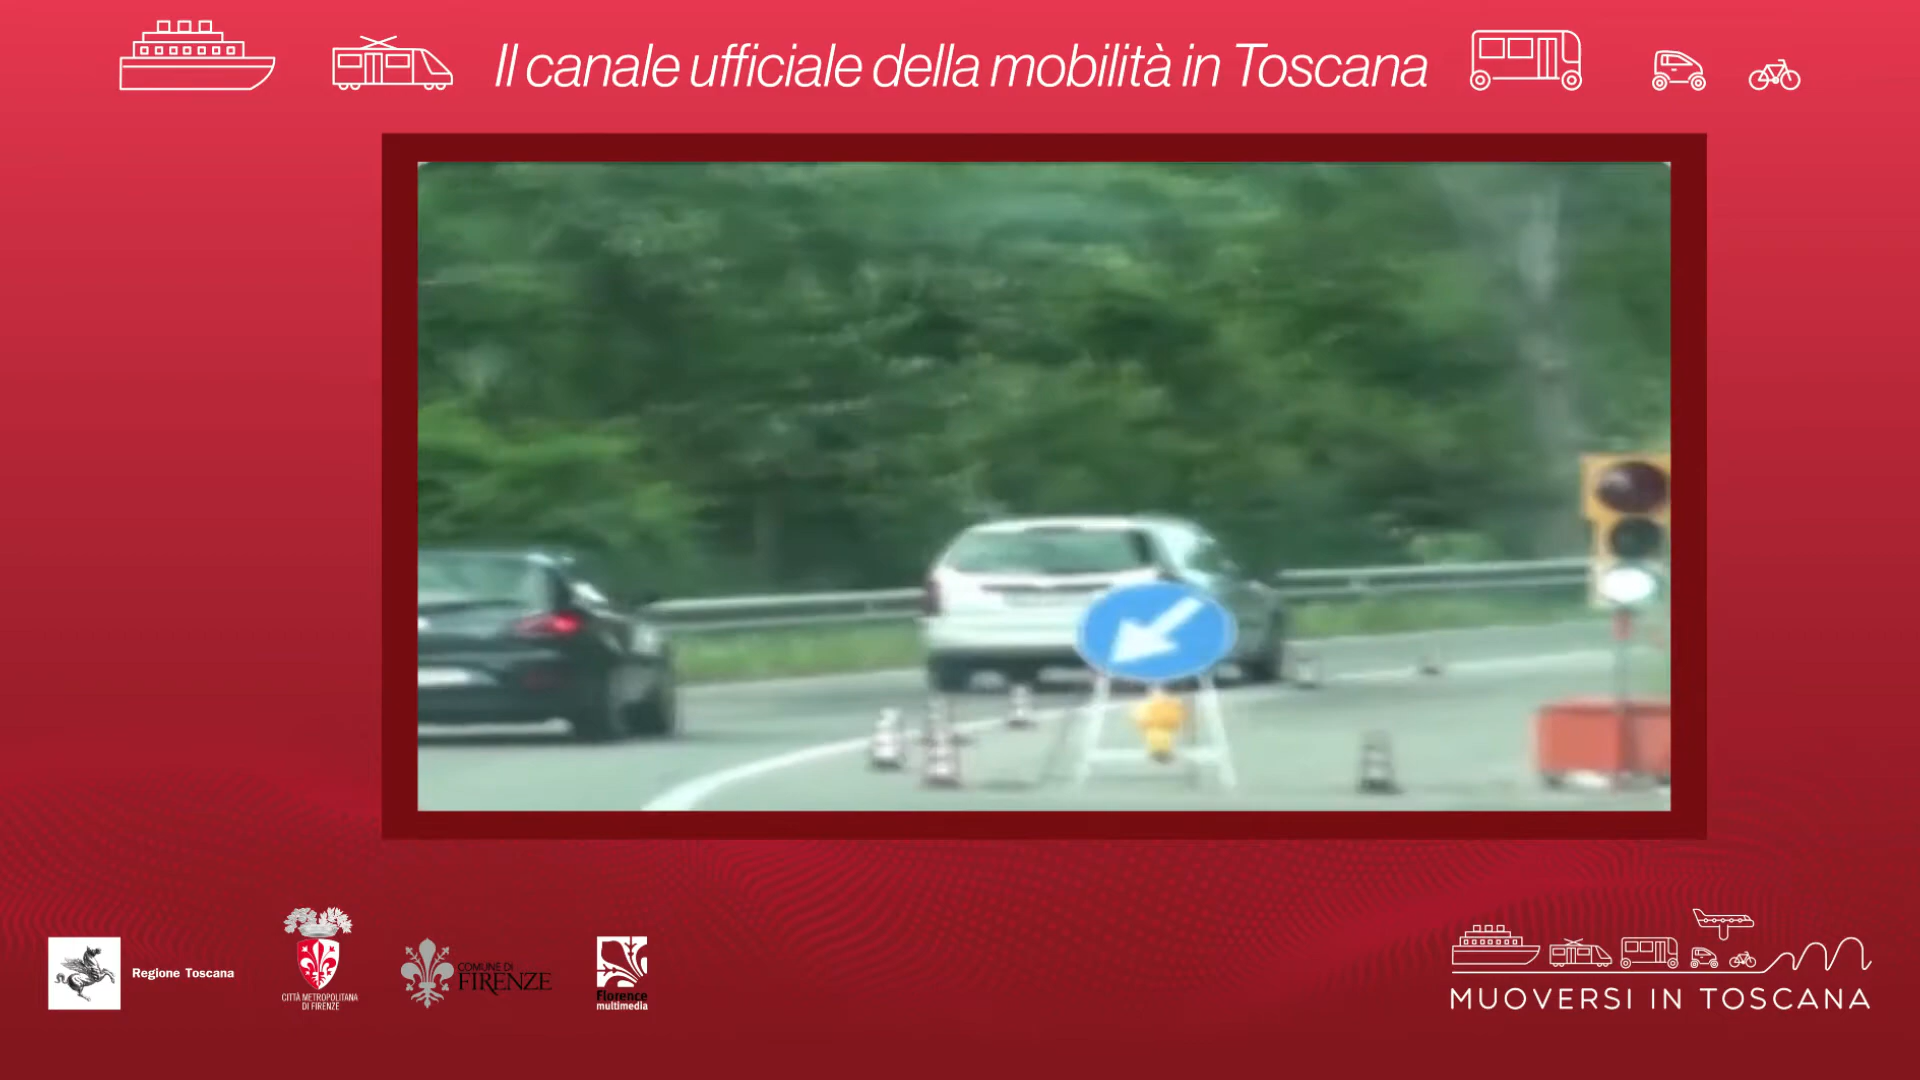 Il canale ufficiale della mobilità in Toscana
Regione Toscana
CITTÀ METROPOLITANA
DI FIRENZE
COMUNE DI
FIRENZE
Florence
multimedia
MUOVERSI IN TOSCANA